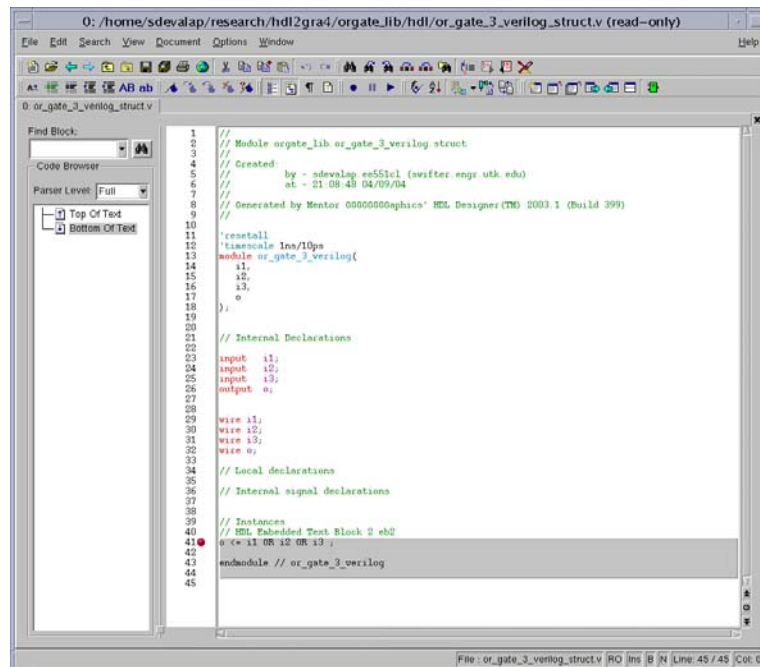 0: /home/sdevalap/research/hdl2gra4/orgate_lib/hdl/or_gate_3_verilog_struct.v (read-only)
File Edit Search View Document Options Window Help
AB ab
0: or_gate_3_verilog_struct.v
Find Block:
Code Browser
Parser Level: Full
Top Of Text
Bottom Of Text
1 //
2 // Module orgate_lib.or_gate_3_verilog.struct
3 //
4 // Created:
5 // by - sdevalap.ee551cl (swifter.engr.utk.edu)
6 // at - 21:08:48 04/09/04
7 //
8 // Generated by Mentor GGGGGGGGraphics' HDL Designer(TM) 2003.1 (Build 399)
9 //
10
11 `resetall
12 `timescale 1ns/10ps
13 module or_gate_3_verilog(
14 i1,
15 i2,
16 i3,
17 o
18 );
19
20
21 // Internal Declarations
22
23 input i1;
24 input i2;
25 input i3;
26 output o;
27
28
29 wire i1;
30 wire i2;
31 wire i3;
32 wire o;
33
34 // Local declarations
35
36 // Internal signal declarations
37
38
39 // Instances
40 // HDL Embedded Text Block 2 eb2
41 o <= i1 OR i2 OR i3 ;
42
43 endmodule // or_gate_3_verilog
44
45
File : or_gate_3_verilog_struct.v RO Ins B N Line: 45 / 45 Col: 0